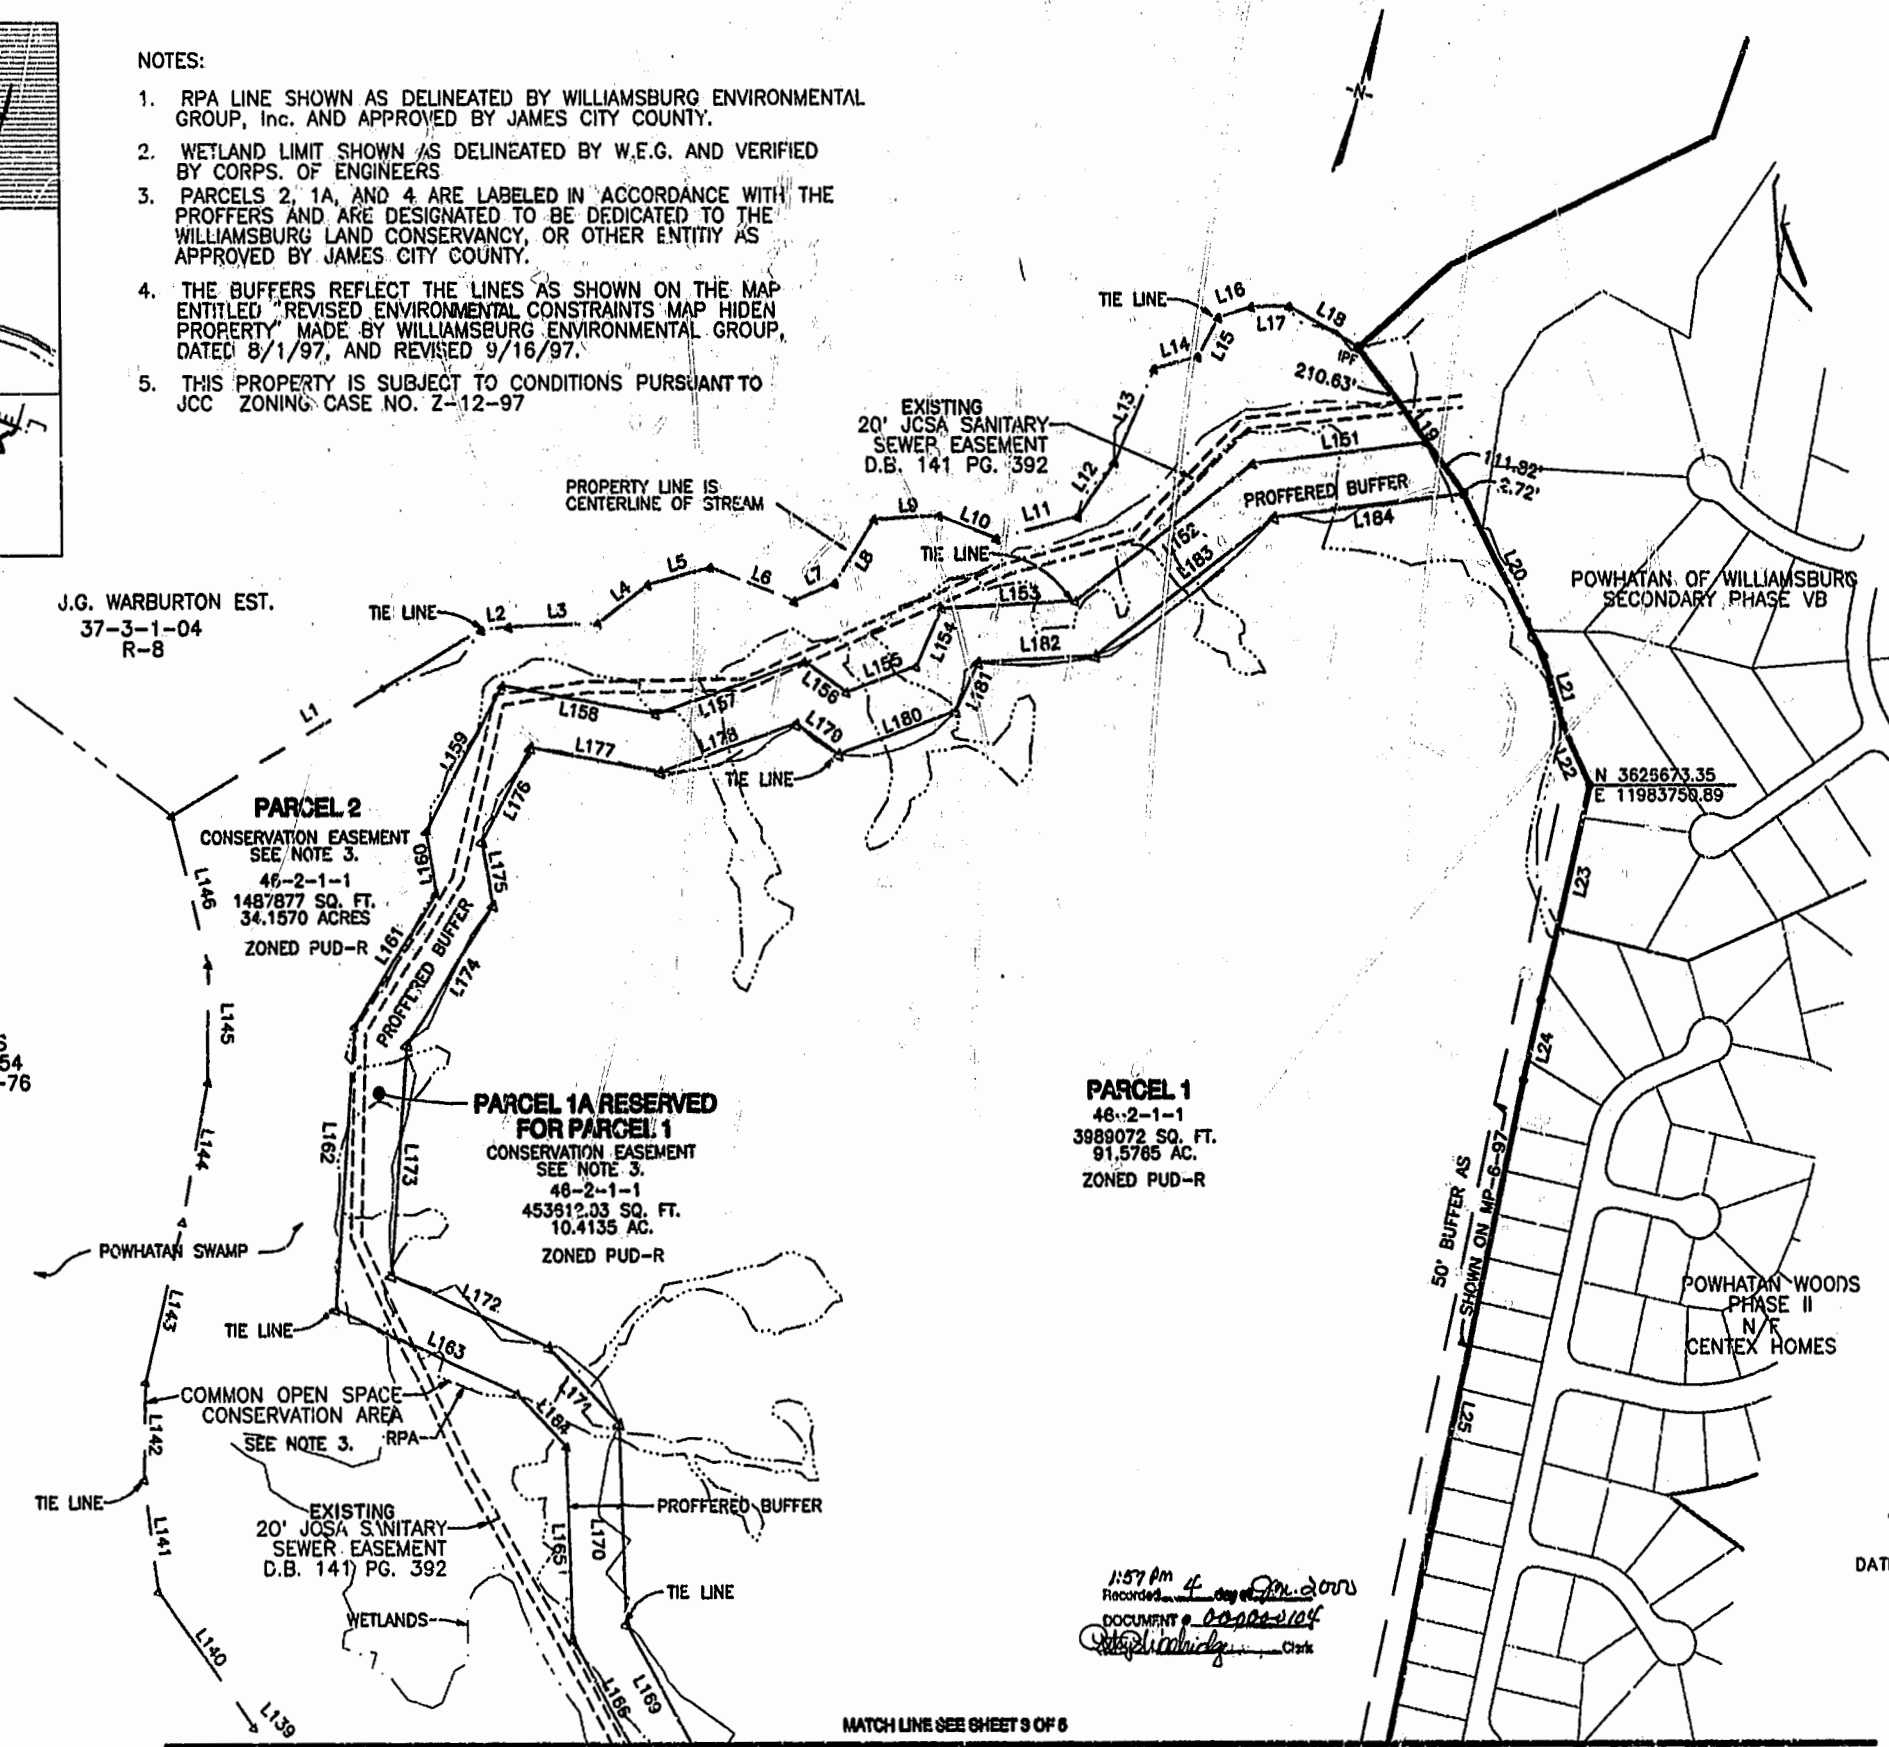 NOTES:
1. RPA LINE SHOWN AS DELINEATED BY WILLIAMSBURG ENVIRONMENTAL
GROUP, Inc. AND APPROVED BY JAMES CITY COUNTY.
2. WETLAND LIMIT SHOWN AS DELINEATED BY W.E.G. AND VERIFIED
BY CORPS. OF ENGINEERS
3. PARCELS 2, 1A, AND 4 ARE LABELED IN ACCORDANCE WITH THE
PROFFERS AND ARE DESIGNATED TO BE DEDICATED TO THE
WILLIAMSBURG LAND CONSERVANCY, OR OTHER ENTITIY AS
APPROVED BY JAMES CITY COUNTY.
4. THE BUFFERS REFLECT THE LINES AS SHOWN ON THE MAP
ENTITLED "REVISED ENVIRONMENTAL CONSTRAINTS MAP HIDEN
PROPERTY" MADE BY WILLIAMSBURG ENVIRONMENTAL GROUP,
DATED 8/1/97, AND REVISED 9/16/97.
5. THIS PROPERTY IS SUBJECT TO CONDITIONS PURSUANT TO
JCC ZONING CASE NO. Z-12-97
-N-
TIE LINE
L16
L17
L18
L14
L15
IPF
210.63'
L13
L19
EXISTING
20' JCSA SANITARY
SEWER EASEMENT
D.B. 141 PG. 392
L151
111.92'
2.72'
L12
PROFFERED BUFFER
L184
PROPERTY LINE IS
CENTERLINE OF STREAM
L9
L10
L11
L152
L183
TIE LINE
L8
L5
L6
L7
L4
L20
POWHATAN OF WILLIAMSBURG
SECONDARY PHASE VB
J.G. WARBURTON EST.
37-3-1-04
R-8
TIE LINE
L2
L3
L153
L154
L182
L155
L156
L181
L21
L1
L157
L158
L180
L179
L178
L177
L159
TIE LINE
L22
N 3625673.35
E 11983750.89
L176
PARCEL 2
CONSERVATION EASEMENT
SEE NOTE 3.
46-2-1-1
1487877 SQ. FT.
34.1570 ACRES
ZONED PUD-R
L160
L175
L146
L23
L161
PROFFERED BUFFER
L174
L145
54
-76
L24
PARCEL 1A RESERVED
FOR PARCEL 1
CONSERVATION EASEMENT
SEE NOTE 3.
46-2-1-1
453612.03 SQ. FT.
10.4135 AC.
ZONED PUD-R
PARCEL 1
46-2-1-1
3989072 SQ. FT.
91.5765 AC.
ZONED PUD-R
L162
L173
L144
50' BUFFER AS
SHOWN ON MP-6-97
POWHATAN SWAMP
L172
POWHATAN WOODS
PHASE II
N F
CENTEX HOMES
L143
TIE LINE
L163
COMMON OPEN SPACE
CONSERVATION AREA
SEE NOTE 3.
RPA
L171
L164
L25
L142
TIE LINE
PROFFERED BUFFER
EXISTING
20' JCSA SANITARY
SEWER EASEMENT
D.B. 141 PG. 392
L141
L165
L170
DAT
TIE LINE
1:57 PM
Recorded 4 day of Jan. 2000
DOCUMENT # 000000104
Clerk
WETLANDS
L140
L139
L166
L169
MATCH LINE SEE SHEET 3 OF 5